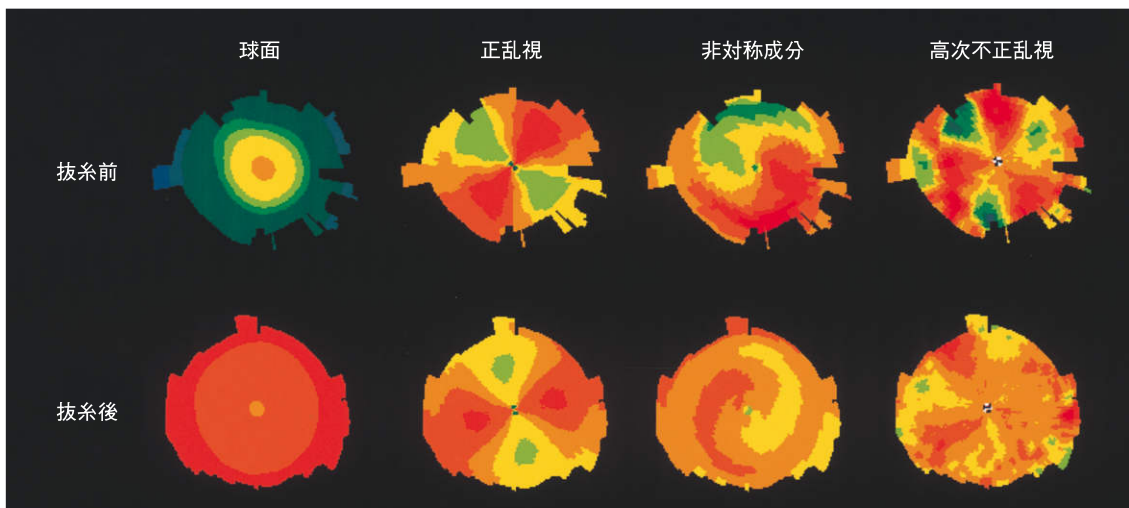 球面
正乱視
非対称成分
高次不正乱視
抜糸前
抜糸後